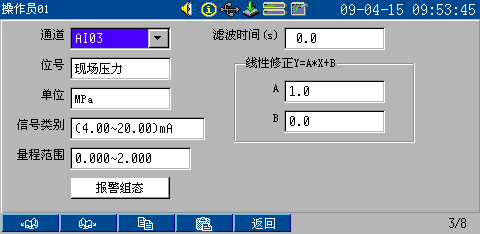 操作员01 09-04-15 09:53:45
通道 AI03 滤波时间(s) 0.0
位号 现场压力 线性修正Y=A*X+B
单位 MPa A 1.0
信号类别 (4.00~20.00)mA B 0.0
量程范围 0.000~2.000
报警组态
返回 3/8